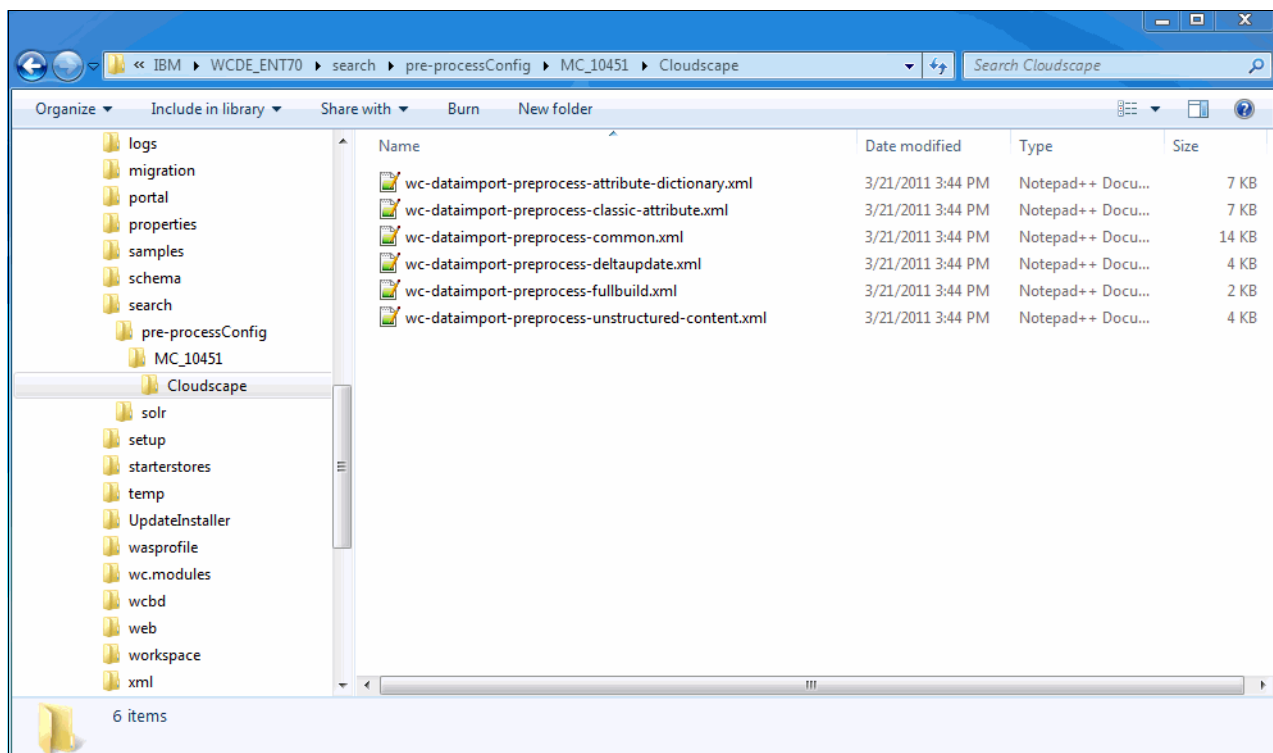 « IBM ▸ WCDE_ENT70 ▸ search ▸ pre-processConfig ▸ MC_10451 ▸ Cloudscape Search Cloudscape
Organize Include in library Share with Burn New folder
logs
migration
portal
properties
samples
schema
search
pre-processConfig
MC_10451
Cloudscape
solr
setup
starterstores
temp
UpdateInstaller
wasprofile
wc.modules
wcbd
web
workspace
xml
Name Date modified Type Size
wc-dataimport-preprocess-attribute-dictionary.xml 3/21/2011 3:44 PM Notepad++ Docu... 7 KB
wc-dataimport-preprocess-classic-attribute.xml 3/21/2011 3:44 PM Notepad++ Docu... 7 KB
wc-dataimport-preprocess-common.xml 3/21/2011 3:44 PM Notepad++ Docu... 14 KB
wc-dataimport-preprocess-deltaupdate.xml 3/21/2011 3:44 PM Notepad++ Docu... 4 KB
wc-dataimport-preprocess-fullbuild.xml 3/21/2011 3:44 PM Notepad++ Docu... 2 KB
wc-dataimport-preprocess-unstructured-content.xml 3/21/2011 3:44 PM Notepad++ Docu... 4 KB
6 items